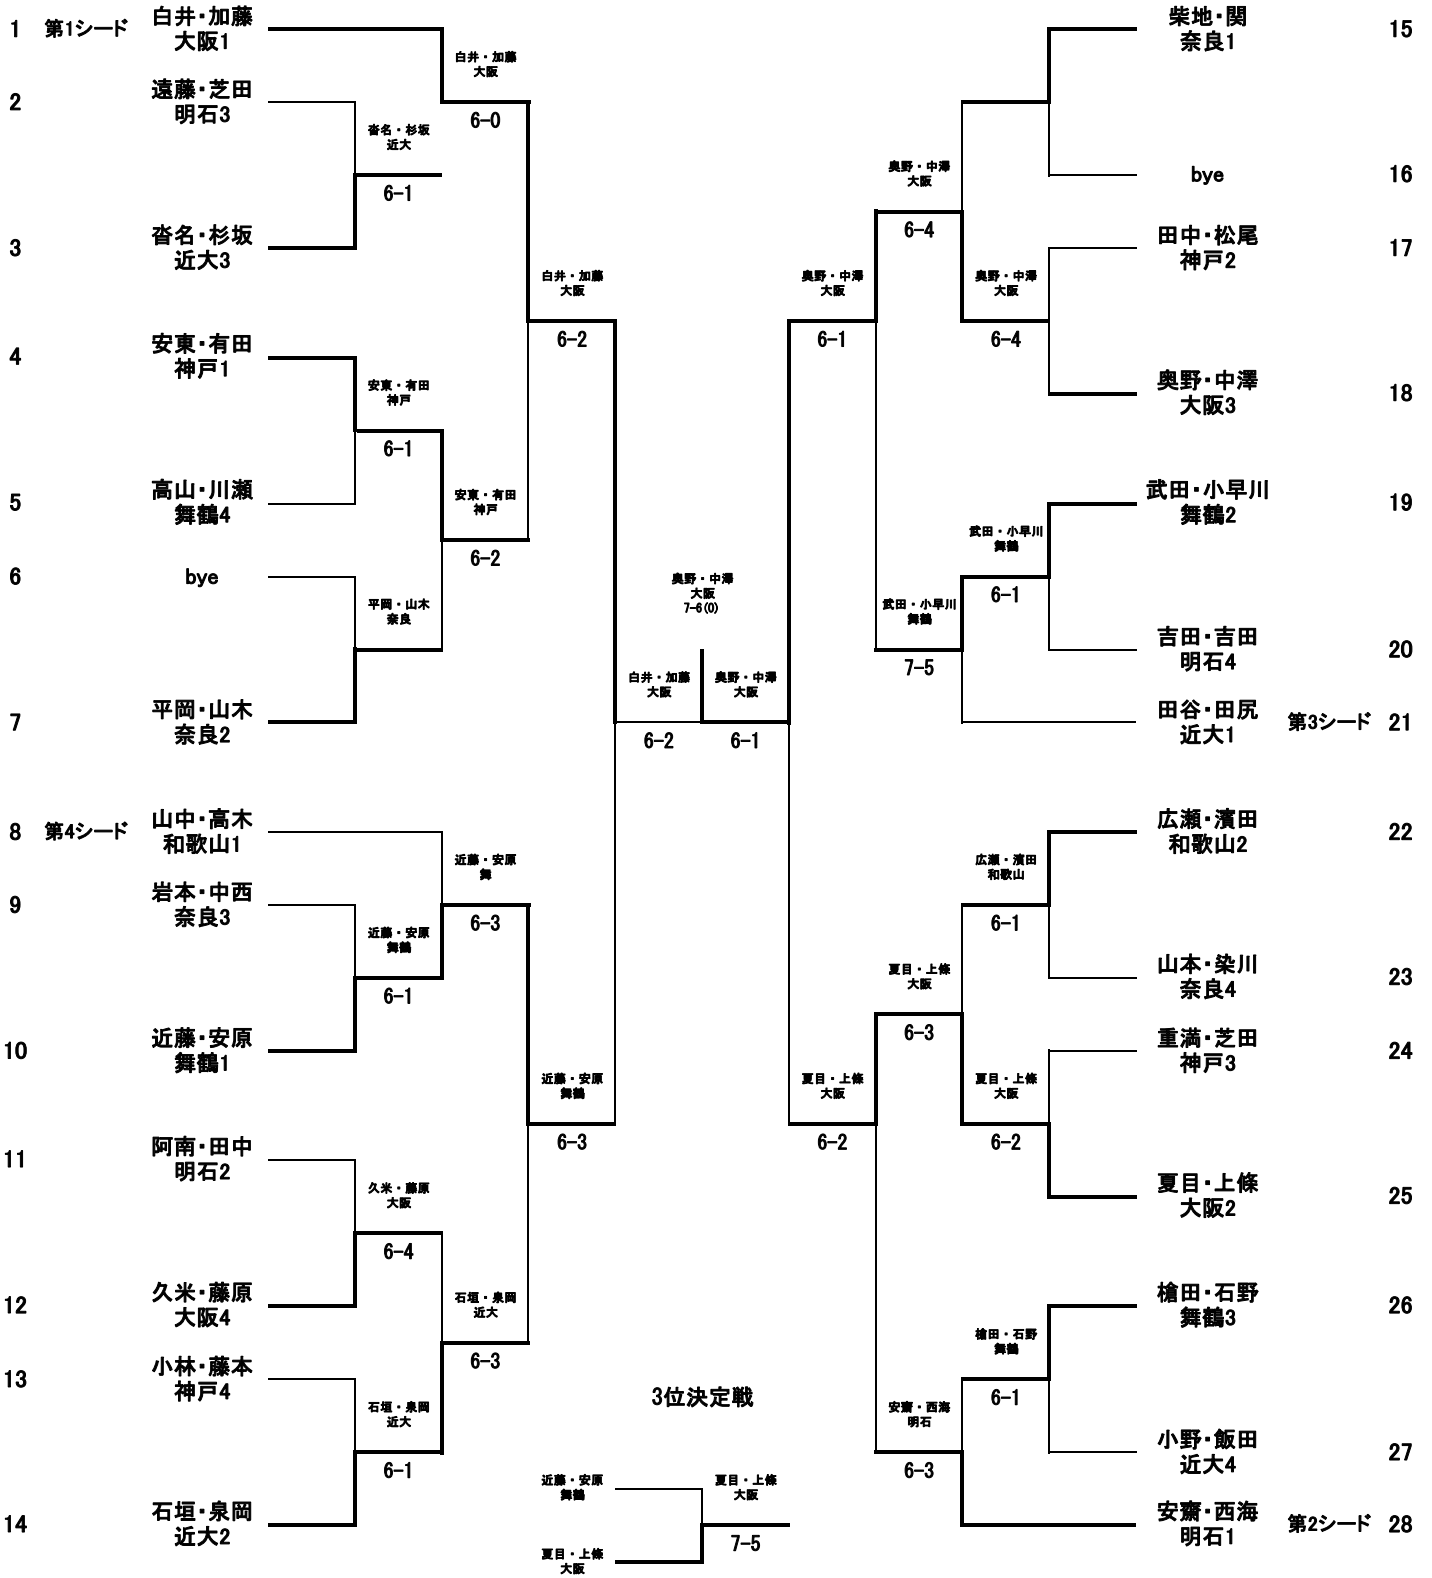 1 第1シード 白井・加藤
大阪1
2 遠藤・芝田
明石3
3 沓名・杉坂
近大3
4 安東・有田
神戸1
5 高山・川瀬
舞鶴4
6 bye
7 平岡・山木
奈良2
8 第4シード 山中・高木
和歌山1
9 岩本・中西
奈良3
10 近藤・安原
舞鶴1
11 阿南・田中
明石2
12 久米・藤原
大阪4
13 小林・藤本
神戸4
14 石垣・泉岡
近大2
沓名・杉坂
近大
6-1
安東・有田
神戸
6-1
平岡・山木
奈良
近藤・安原
舞鶴
6-1
久米・藤原
大阪
6-4
石垣・泉岡
近大
6-1
白井・加藤
大阪
6-0
安東・有田
神戸
6-2
近藤・安原
舞
6-3
石垣・泉岡
近大
6-3
白井・加藤
大阪
6-2
近藤・安原
舞鶴
6-3
白井・加藤
大阪
6-2
奥野・中澤
大阪
7-6(0)
奥野・中澤
大阪
6-1
奥野・中澤
大阪
6-1
夏目・上條
大阪
6-2
奥野・中澤
大阪
6-4
武田・小早川
舞鶴
7-5
夏目・上條
大阪
6-3
安齋・西海
明石
6-3
奥野・中澤
大阪
6-4
武田・小早川
舞鶴
6-1
広瀬・濱田
和歌山
6-1
夏目・上條
大阪
6-2
槍田・石野
舞鶴
6-1
柴地・関 15
奈良1
bye 16
田中・松尾 17
神戸2
奥野・中澤 18
大阪3
武田・小早川 19
舞鶴2
吉田・吉田 20
明石4
田谷・田尻 第3シード 21
近大1
広瀬・濱田 22
和歌山2
山本・染川 23
奈良4
重満・芝田 24
神戸3
夏目・上條 25
大阪2
槍田・石野 26
舞鶴3
小野・飯田 27
近大4
安齋・西海 第2シード 28
明石1
3位決定戦
近藤・安原
舞鶴
夏目・上條
大阪
夏目・上條
大阪
7-5